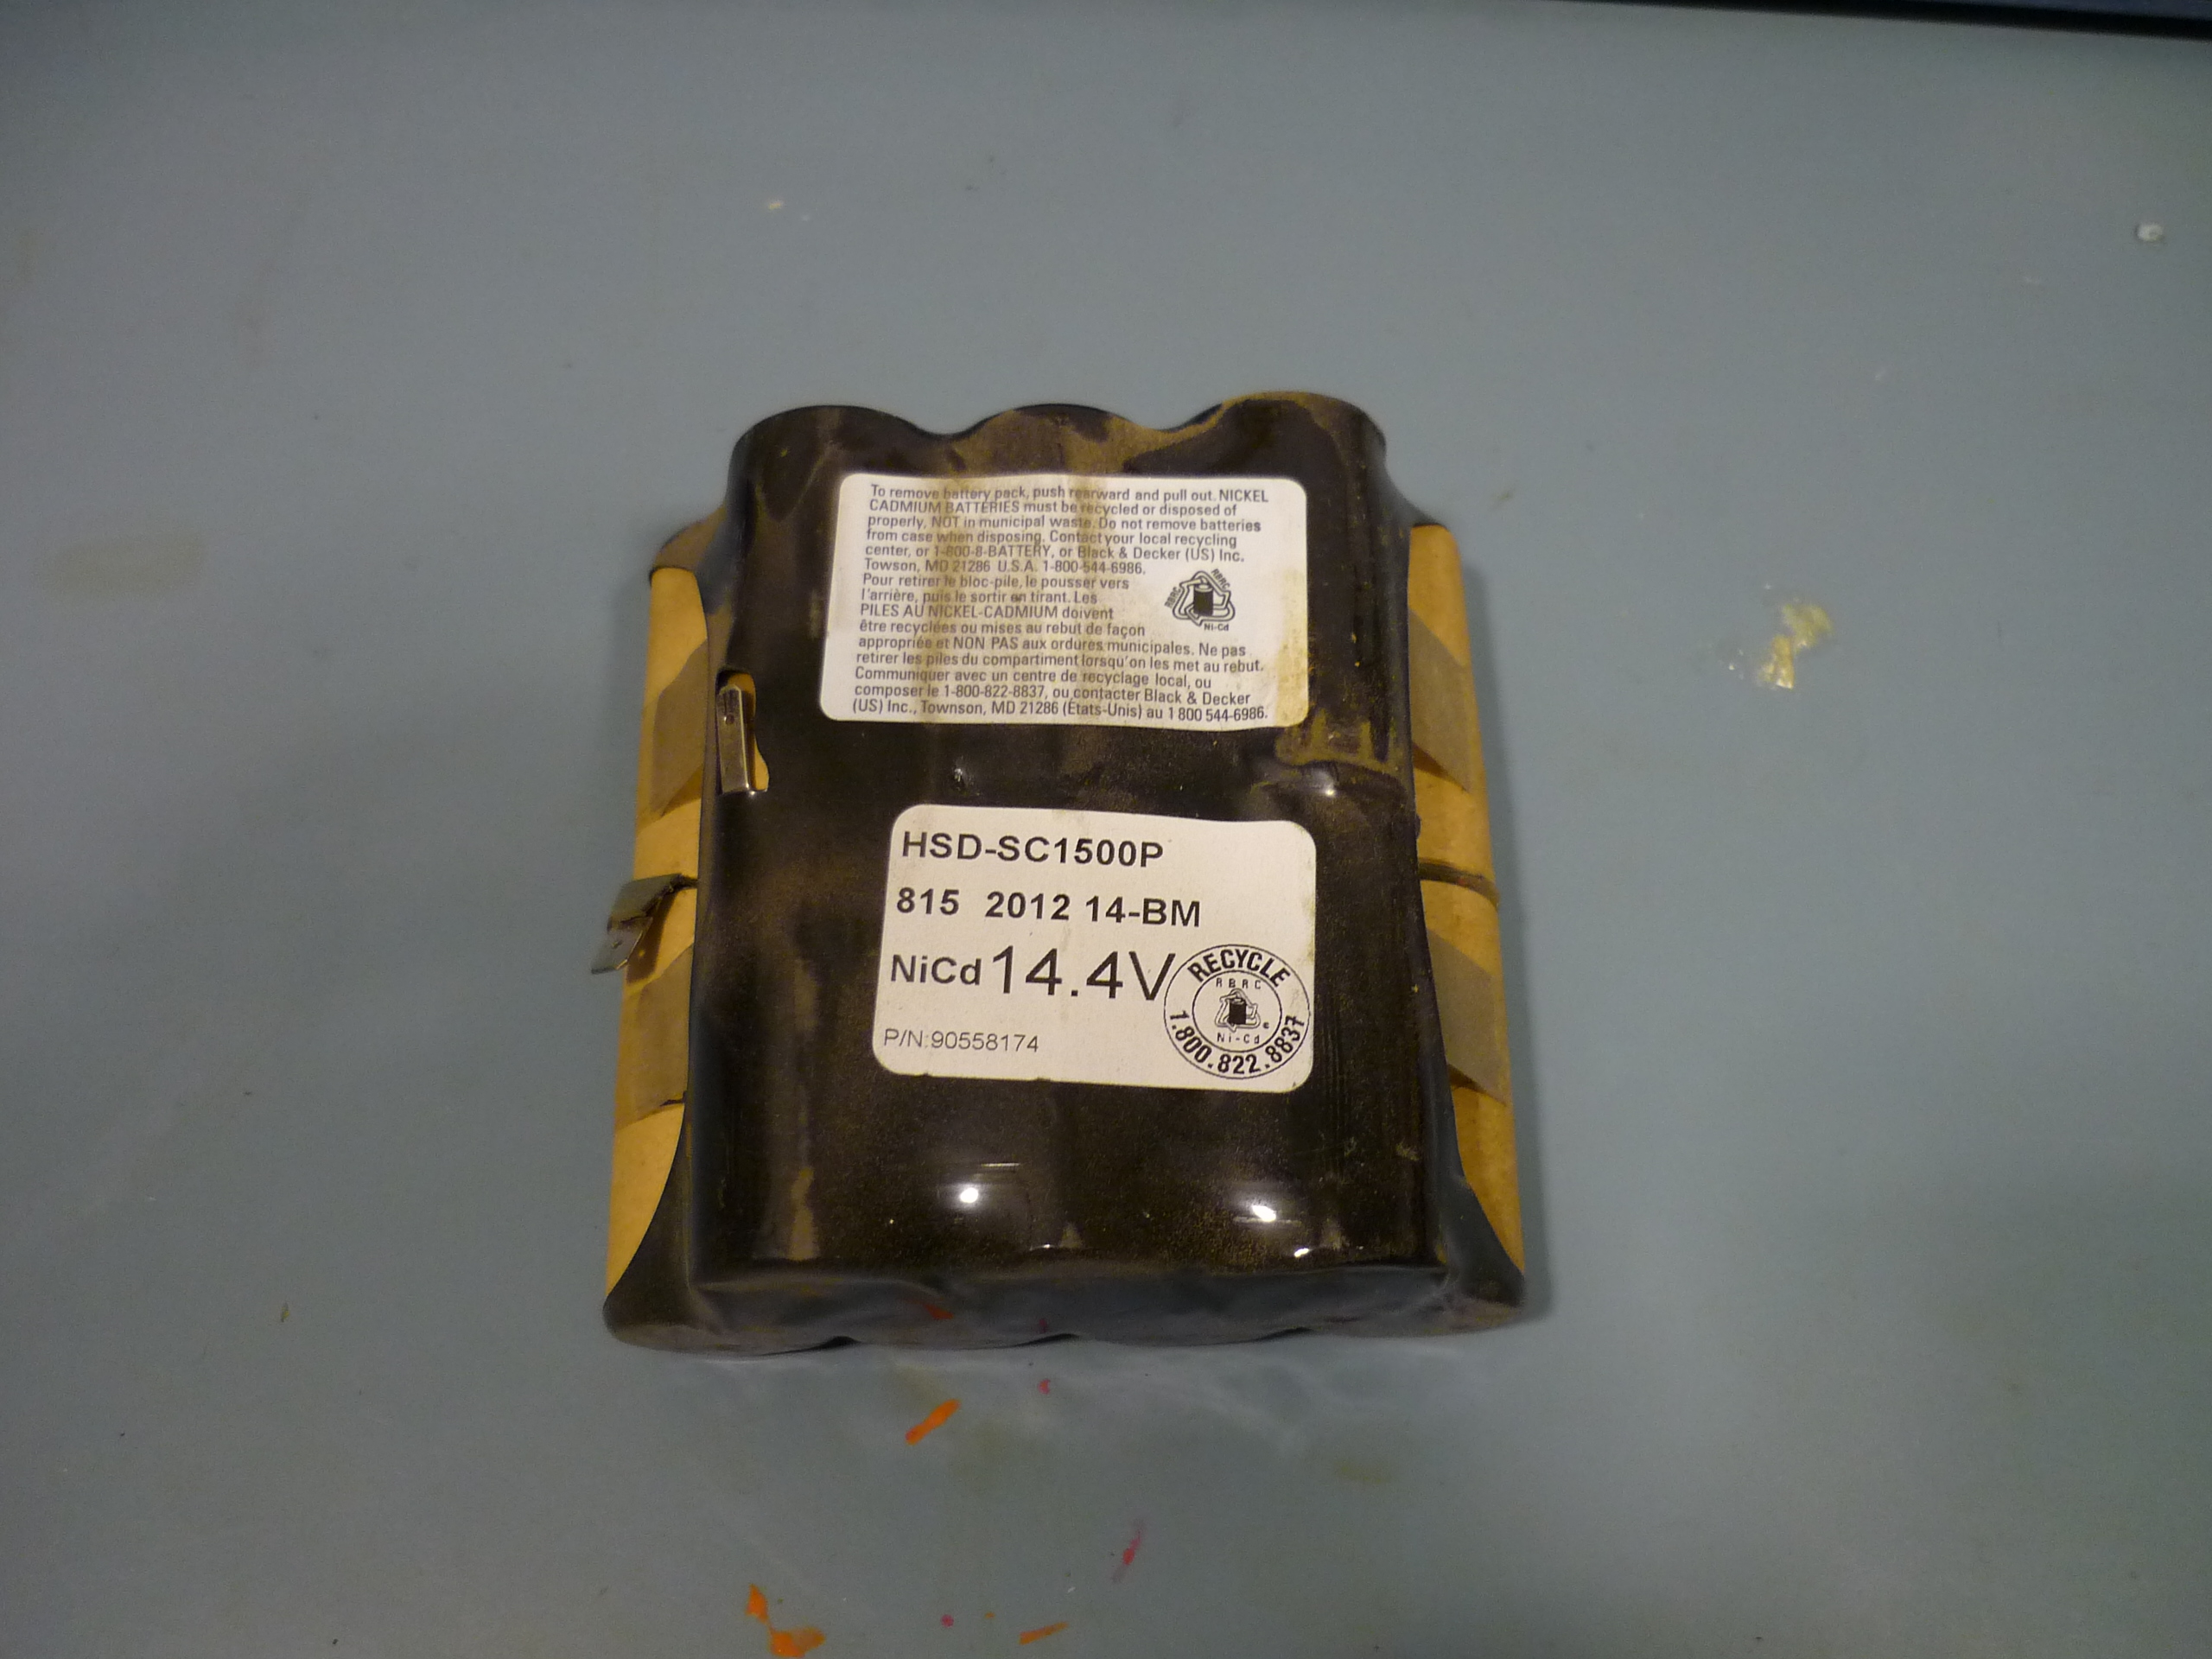 To remove battery pack, push rearward and pull out. NICKEL
CADMIUM BATTERIES must be recycled or disposed of
properly, NOT in municipal waste. Do not remove batteries
from case when disposing. Contact your local recycling
center, or 1-800-8-BATTERY, or Black & Decker (US) Inc.
Towson, MD 21286 U.S.A. 1-800-544-6986.
Pour retirer le bloc-pile, le pousser vers
l'arrière, puis le sortir en tirant. Les
PILES AU NICKEL-CADMIUM doivent
être recyclées ou mises au rebut de façon
appropriée et NON PAS aux ordures municipales. Ne pas
retirer les piles du compartiment lorsqu'on les met au rebut.
Communiquer avec un centre de recyclage local, ou
composer le 1-800-822-8837, ou contacter Black & Decker
(US) Inc., Townson, MD 21286 (États-Unis) au 1 800 544-6986.
RBRC
RBRC
Ni-Cd
HSD-SC1500P
815 2012 14-BM
NiCd 14.4V
P/N:90558174
RECYCLE
RBRC
Ni-Cd
1.800.822.8837